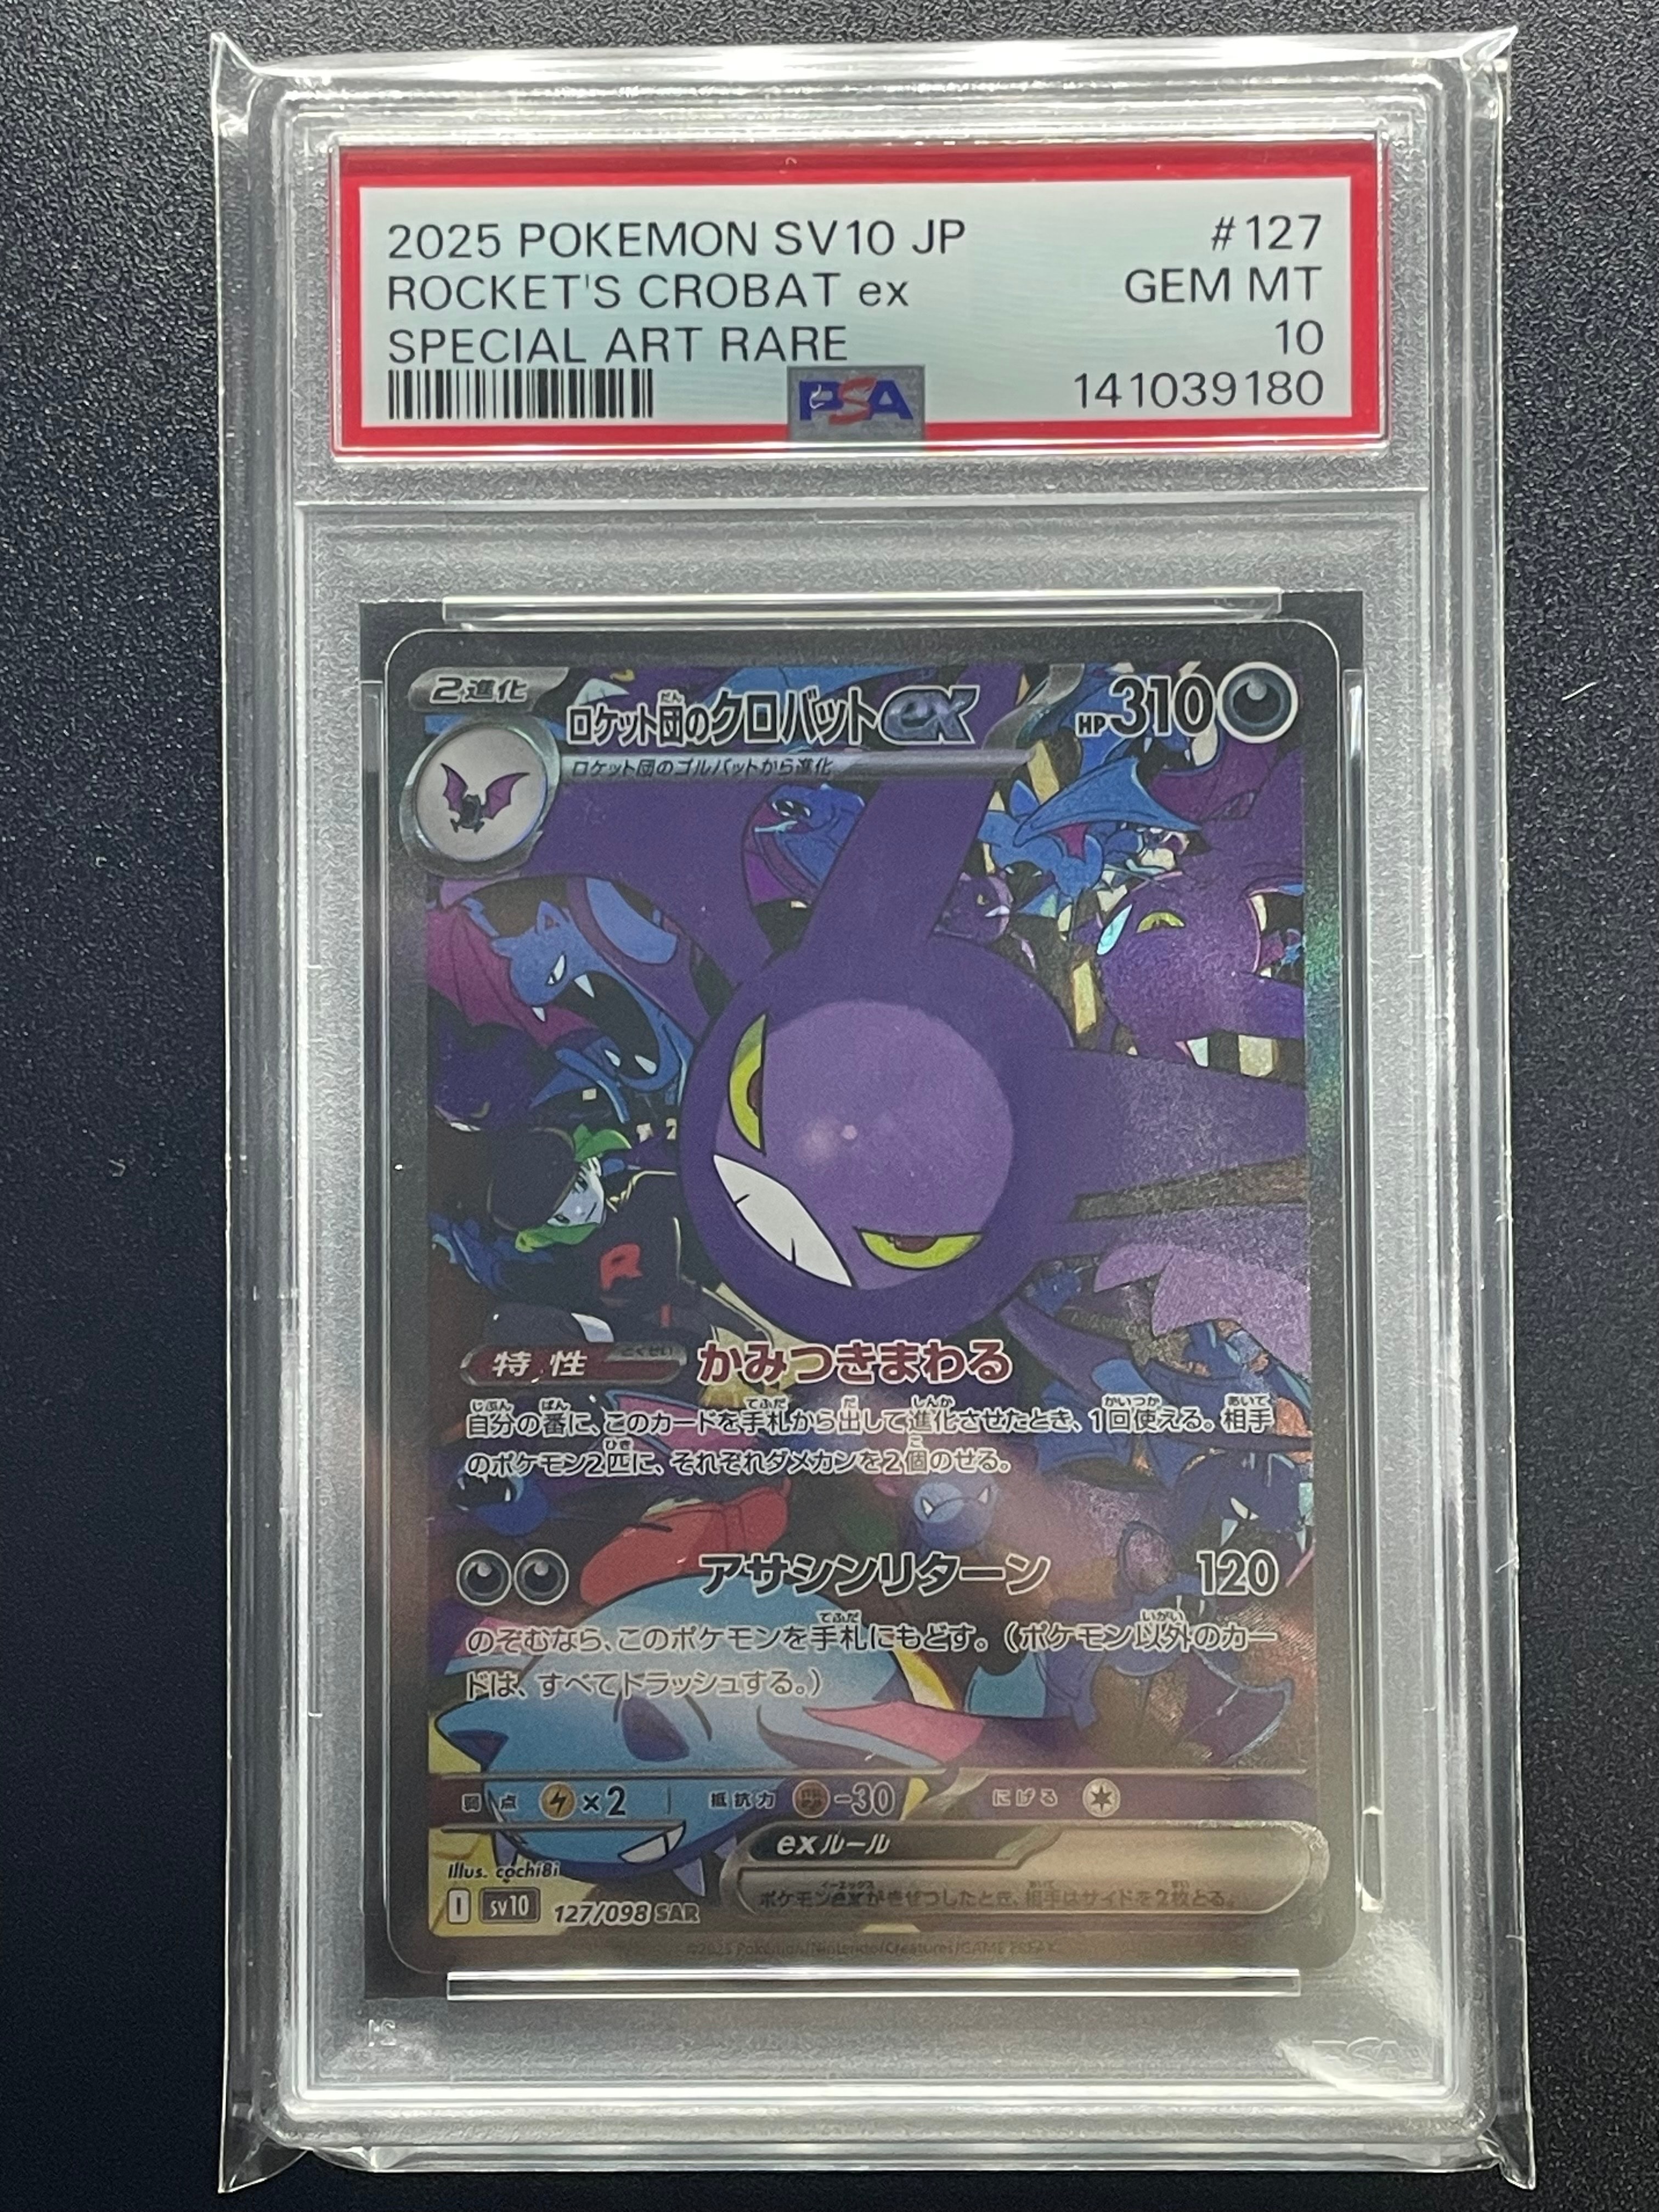 2025 POKEMON SV10 JP #127
ROCKET'S CROBAT ex GEM MT
SPECIAL ART RARE 10
PSA 141039180
2進化
ロケット団のクロバットex HP310
ロケット団のゴルバットから進化
特性 かみつきまわる
自分の番に、このカードを手札から出して進化させたとき、1回使える。相手
のポケモン2匹に、それぞれダメカンを2個のせる。
アサシンリターン 120
のぞむなら、このポケモンを手札にもどす。(ポケモン以外のカー
ドは、すべてトラッシュする。)
弱点 ×2 抵抗力 -30 にげる
exルール
ポケモンexがきぜつしたとき、相手はサイドを2枚とる。
Illus. cochi8i
I sv10 127/098 SAR
©2025 Pokémon/Nintendo/Creatures/GAME FREAK
PSA